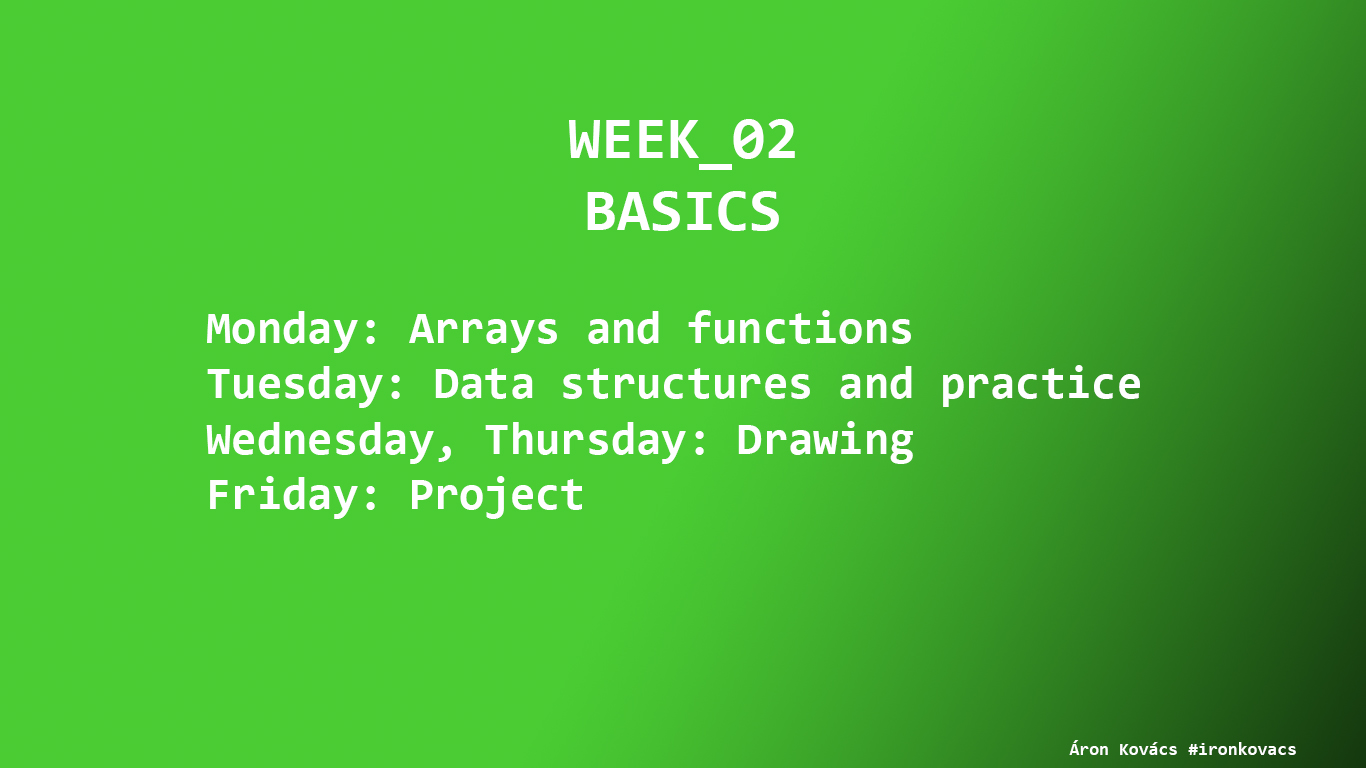 WEEK_02
BASICS
Monday: Arrays and functions
Tuesday: Data structures and practice
Wednesday, Thursday: Drawing
Friday: Project
Áron Kovács #ironkovacs